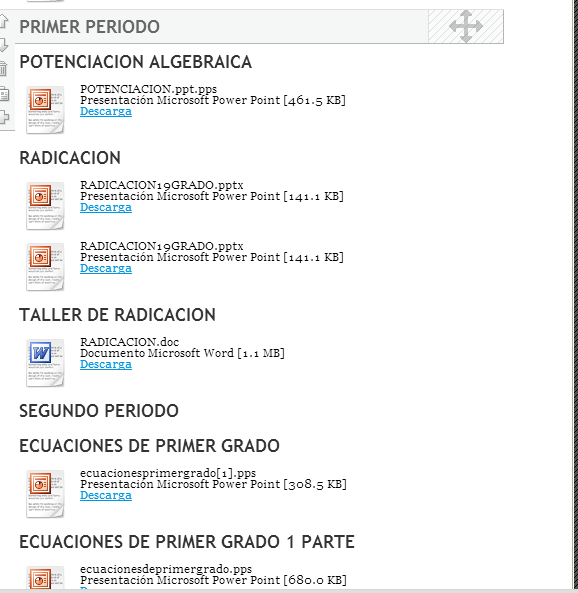 PRIMER PERIODO
POTENCIACION ALGEBRAICA
POTENCIACION.ppt.pps
Presentación Microsoft Power Point [461.5 KB]
Descarga
RADICACION
RADICACION19GRADO.pptx
Presentación Microsoft Power Point [141.1 KB]
Descarga
RADICACION19GRADO.pptx
Presentación Microsoft Power Point [141.1 KB]
Descarga
TALLER DE RADICACION
RADICACION.doc
Documento Microsoft Word [1.1 MB]
Descarga
SEGUNDO PERIODO
ECUACIONES DE PRIMER GRADO
ecuacionesprimergrado[1].pps
Presentación Microsoft Power Point [308.5 KB]
Descarga
ECUACIONES DE PRIMER GRADO 1 PARTE
ecuacionesdeprimergrado.pps
Presentación Microsoft Power Point [680.0 KB]